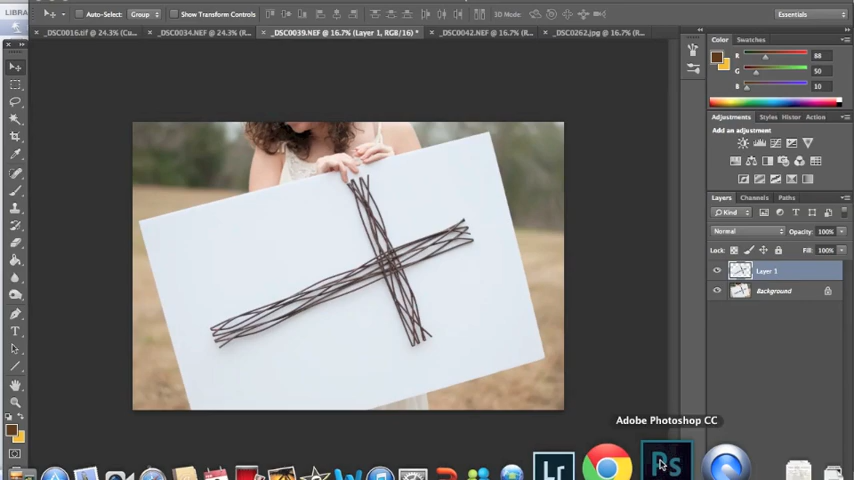 LIBRA
Auto-Select: Group Show Transform Controls 3D Mode: Essentials
_DSC0016.tif @ 24.3% (Cu... _DSC0034.NEF @ 24.3% (R... _DSC0039.NEF @ 16.7% (Layer 1, RGB/16) * _DSC0042.NEF @ 16.7% (R... _DSC0262.jpg @ 16.7% (R...
Color Swatches
R 88
G 50
B 10
Adjustments Styles Histor Action
Add an adjustment
Layers Channels Paths
Kind
Normal Opacity: 100%
Lock: Fill: 100%
Layer 1
Background
Adobe Photoshop CC
Lr Ps